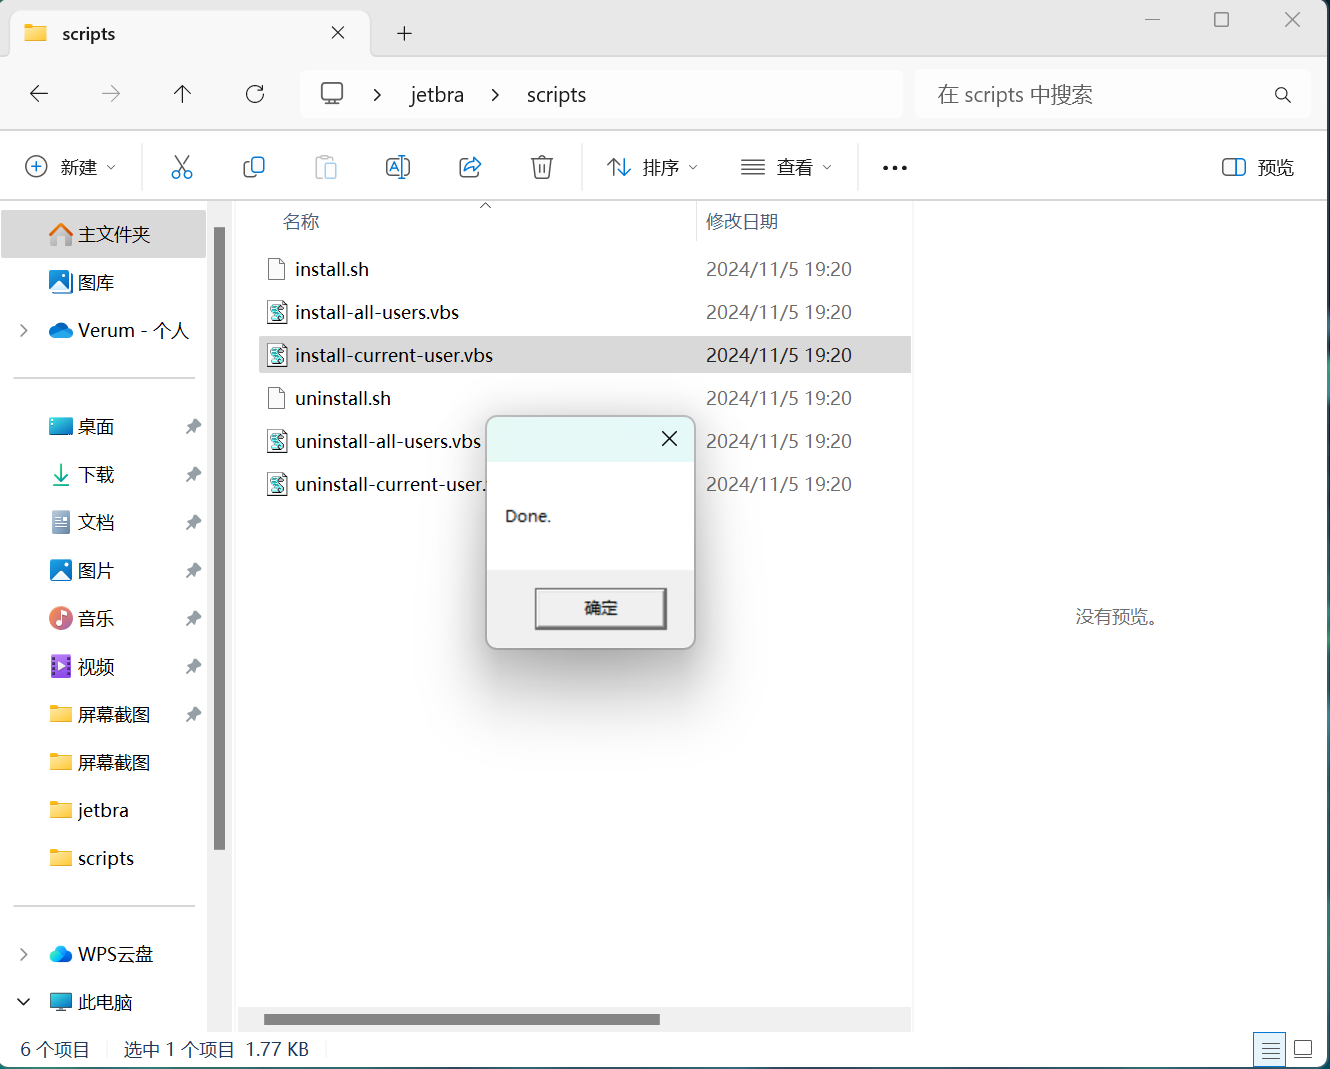 scripts
jetbra
scripts
在 scripts 中搜索
新建
排序
查看
预览
主文件夹
图库
Verum - 个人
桌面
下载
文档
图片
音乐
视频
屏幕截图
屏幕截图
jetbra
scripts
WPS云盘
此电脑
名称
修改日期
install.sh
2024/11/5 19:20
install-all-users.vbs
2024/11/5 19:20
install-current-user.vbs
2024/11/5 19:20
uninstall.sh
2024/11/5 19:20
uninstall-all-users.vbs
2024/11/5 19:20
uninstall-current-user.
2024/11/5 19:20
Done.
确定
没有预览。
6 个项目
选中 1 个项目 1.77 KB